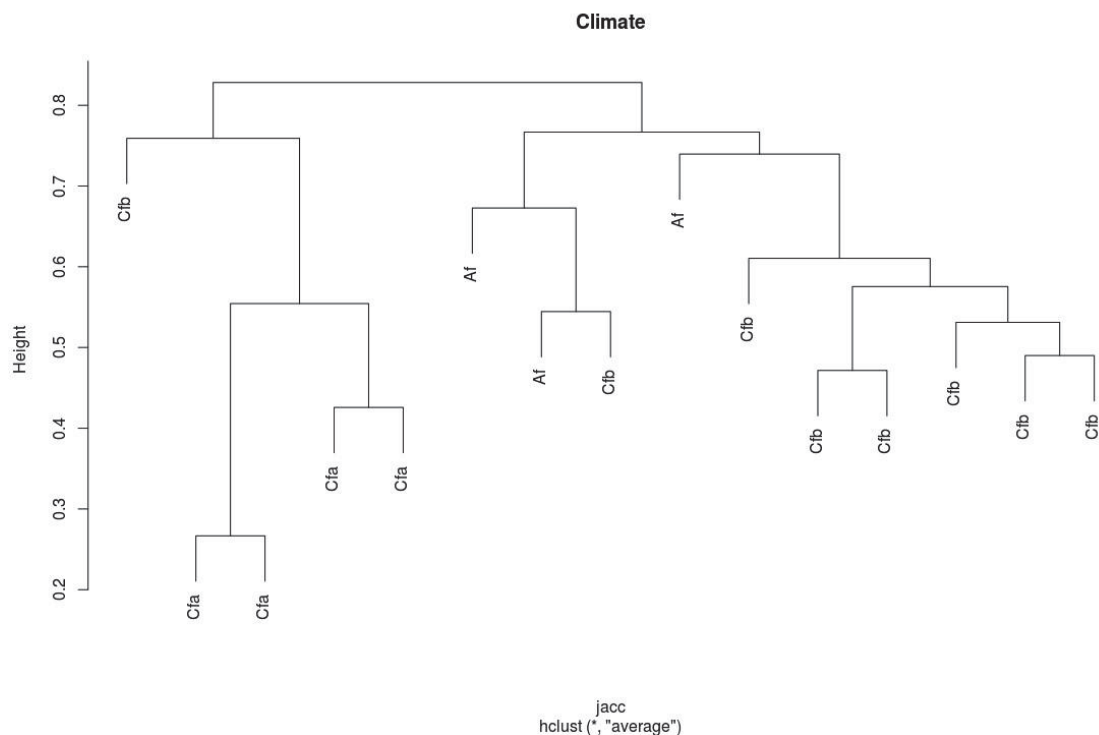 Climate
Height
0.8
0.7
0.6
0.5
0.4
0.3
0.2
Cfb
Cfa
Cfa
Cfa
Cfa
Af
Af
Cfb
Af
Cfb
Cfb
Cfb
Cfb
Cfb
Cfb
jacc
hclust (*, "average")